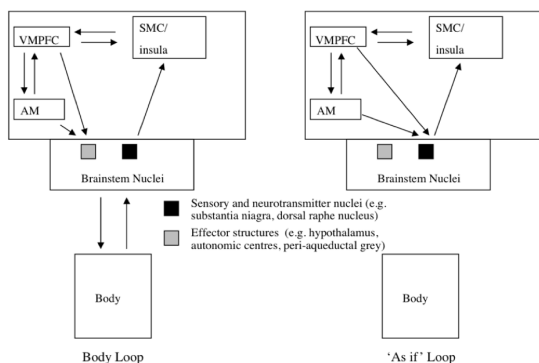 VMPFC
SMC/
insula
AM
Brainstem Nuclei
Body
Body Loop
VMPFC
SMC/
insula
AM
Brainstem Nuclei
Body
‘As if’ Loop
Sensory and neurotransmitter nuclei (e.g.
substantia niagra, dorsal raphe nucleus)
Effector structures (e.g. hypothalamus,
autonomic centres, peri-aqueductal grey)